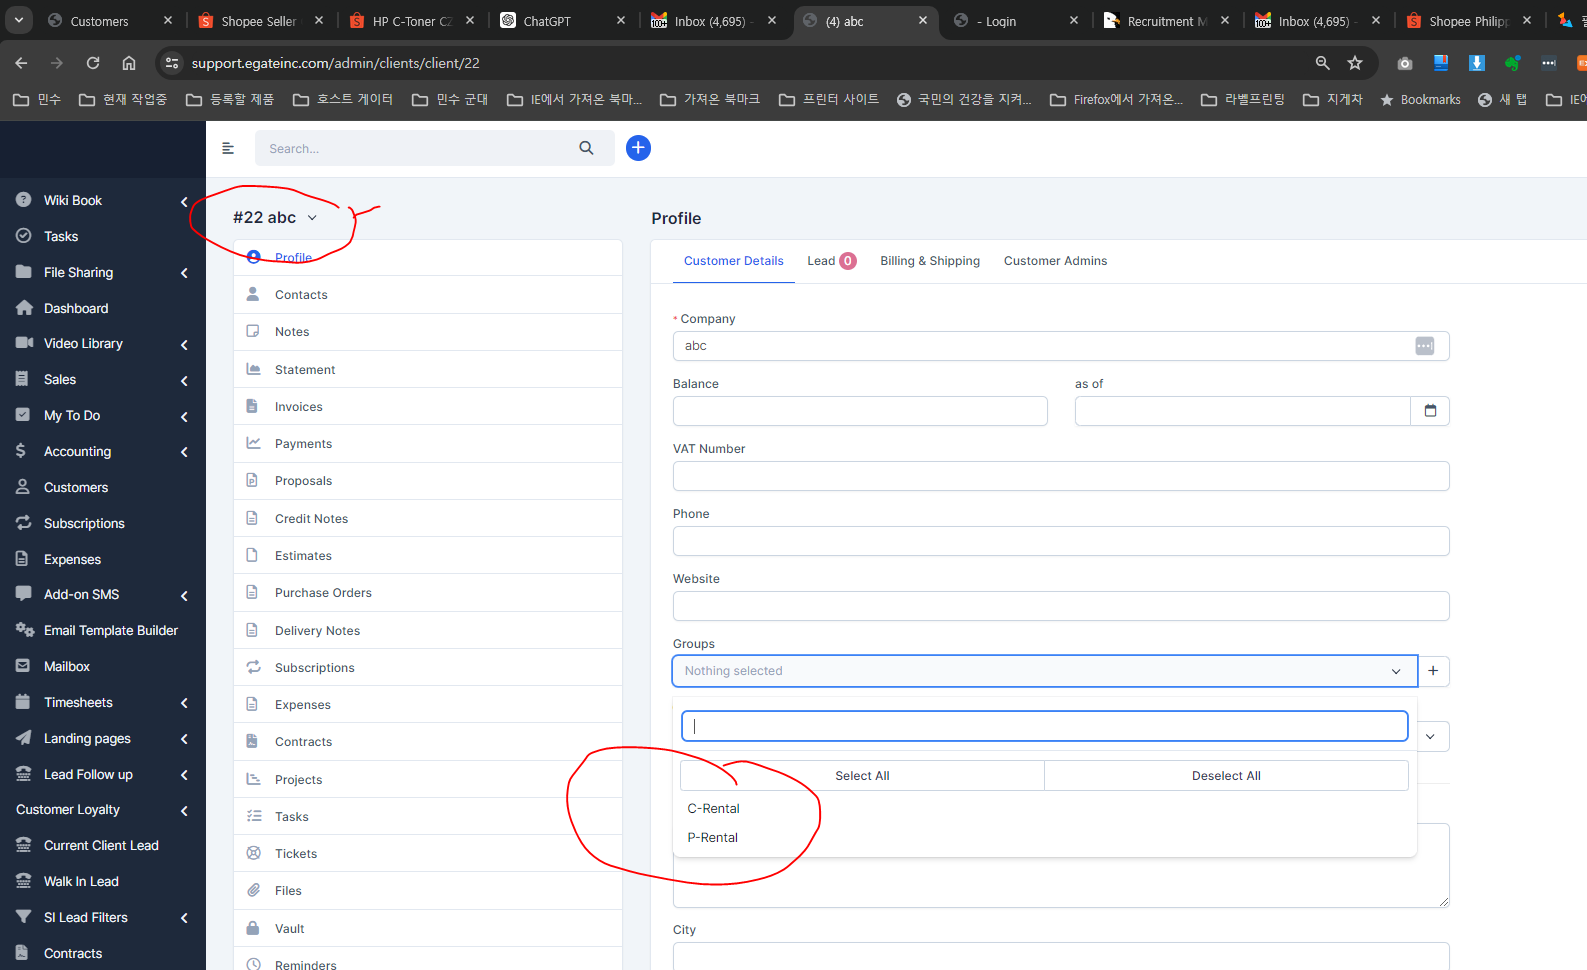 Customers
Shopee Seller
HP C-Toner CZ
ChatGPT
Inbox (4,695) -
(4) abc
- Login
Recruitment M
Inbox (4,695) -
Shopee Philipp
support.egateinc.com/admin/clients/client/22
민수
현재 작업중
등록할 제품
호스트 게이터
민수 군대
IE에서 가져온 북마...
가져온 북마크
프린터 사이트
국민의 건강을 지켜...
Firefox에서 가져온...
라벨프린팅
지게차
Bookmarks
새 탭
Search...
Wiki Book
Tasks
File Sharing
Dashboard
Video Library
Sales
My To Do
Accounting
Customers
Subscriptions
Expenses
Add-on SMS
Email Template Builder
Mailbox
Timesheets
Landing pages
Lead Follow up
Customer Loyalty
Current Client Lead
Walk In Lead
SI Lead Filters
Contracts
#22 abc
Profile
Contacts
Notes
Statement
Invoices
Payments
Proposals
Credit Notes
Estimates
Purchase Orders
Delivery Notes
Subscriptions
Expenses
Contracts
Projects
Tasks
Tickets
Files
Vault
Reminders
Profile
Customer Details
Lead 0
Billing & Shipping
Customer Admins
* Company
abc
Balance
as of
VAT Number
Phone
Website
Groups
Nothing selected
Select All
Deselect All
C-Rental
P-Rental
City